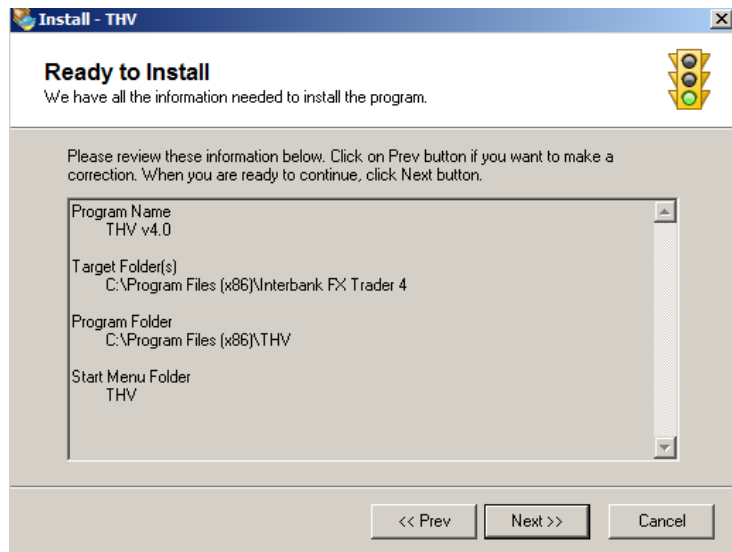 Install - THV
Ready to Install
We have all the information needed to install the program.
Please review these information below. Click on Prev button if you want to make a
correction. When you are ready to continue, click Next button.
Program Name
THV v4.0
Target Folder(s)
C:\Program Files (x86)\Interbank FX Trader 4
Program Folder
C:\Program Files (x86)\THV
Start Menu Folder
THV
<< Prev
Next >>
Cancel